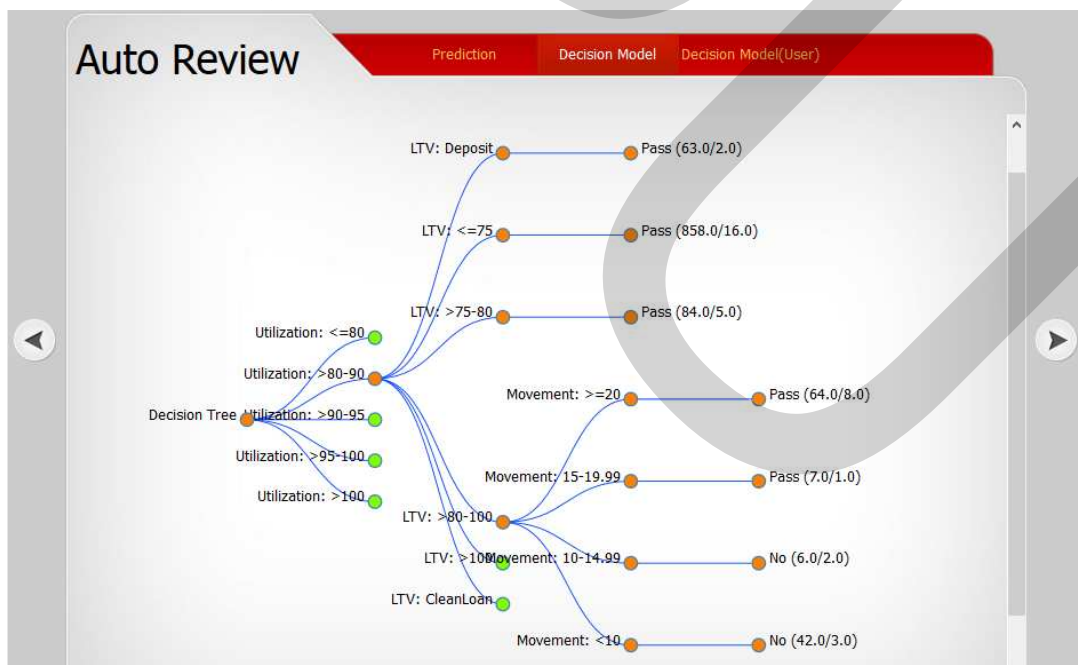 Auto Review
Prediction
Decision Model
Decision Model(User)
LTV: Deposit
Pass (63.0/2.0)
LTV: <=75
Pass (858.0/16.0)
LTV: >75-80
Pass (84.0/5.0)
Utilization: <=80
Utilization: >80-90
Movement: >=20
Pass (64.0/8.0)
Decision Tree
Utilization: >90-95
Utilization: >95-100
Movement: 15-19.99
Pass (7.0/1.0)
Utilization: >100
LTV: >80-100
LTV: >100
Movement: 10-14.99
No (6.0/2.0)
LTV: CleanLoan
Movement: <10
No (42.0/3.0)